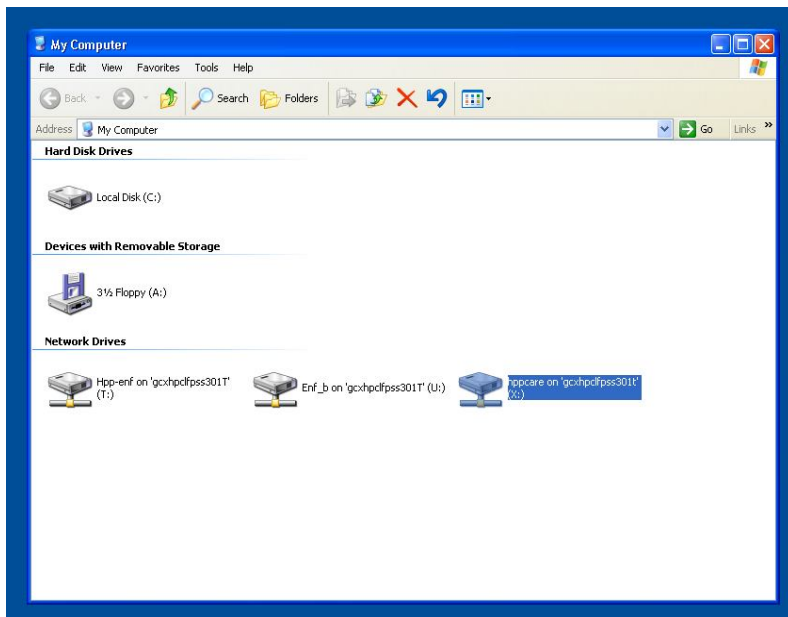 My Computer
File Edit View Favorites Tools Help
Back Search Folders
Address My Computer Go Links »
Hard Disk Drives
Local Disk (C:)
Devices with Removable Storage
3½ Floppy (A:)
Network Drives
Hpp-enf on 'gcxhpclfpss301T'
(T:)
Enf_b on 'gcxhpclfpss301T' (U:)
hppcare on 'gcxhpclfpss301t'
(X:)